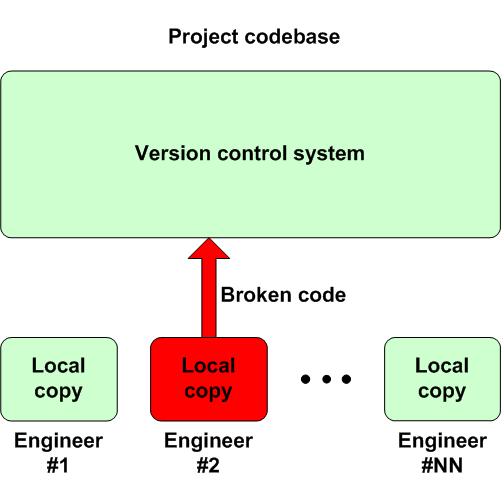 Project codebase
Version control system
Broken code
Local
copy
Local
copy
Local
copy
Engineer
#1
Engineer
#2
Engineer
#NN